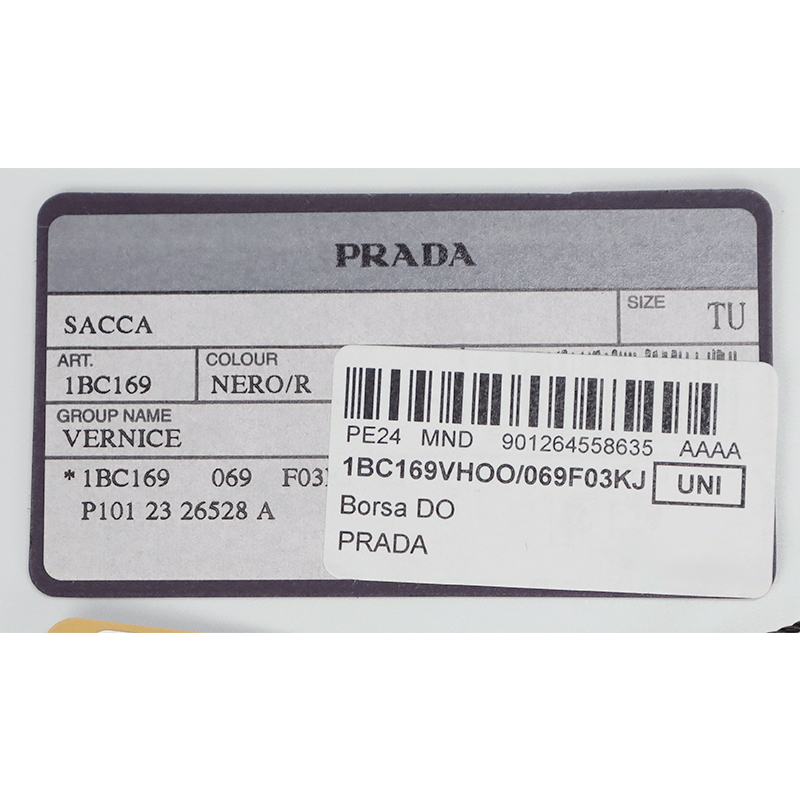 PRADA
SACCA
SIZE TU
ART. 1BC169
COLOUR NERO/R
GROUP NAME
VERNICE
*1BC169 069
P101 23 26528 A
PE24 MND 901264558635 AAAA
1BC169VHOO/069F03KJ UNI
Borsa DO
PRADA